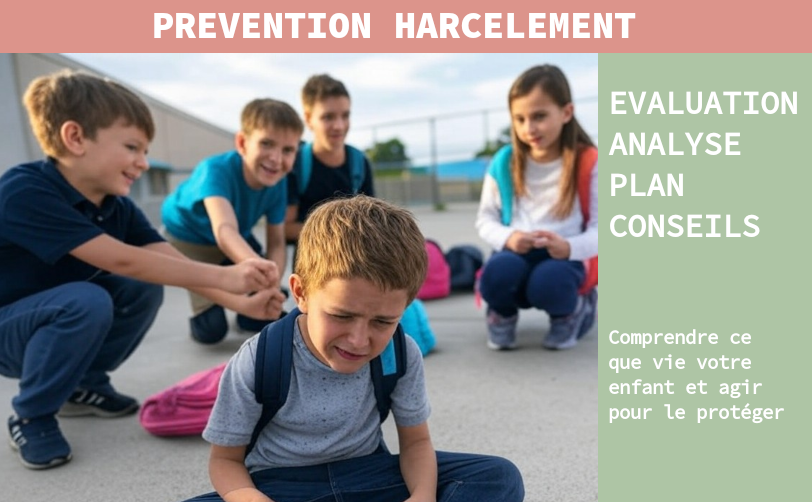 PREVENTION HARCELEMENT
EVALUATION
ANALYSE
PLAN
CONSEILS
Comprendre ce
que vie votre
enfant et agir
pour le protéger